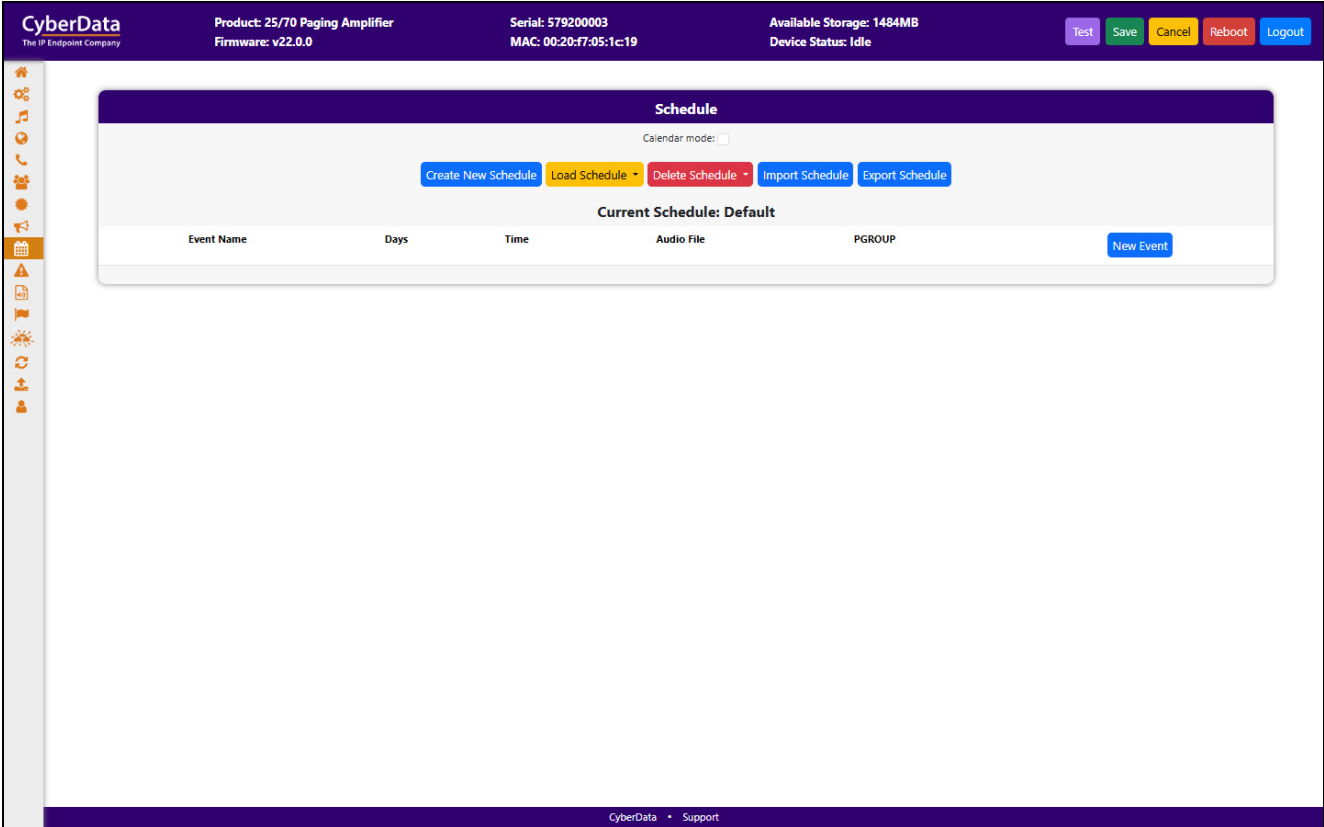 CyberData
The IP Endpoint Company
Product: 25/70 Paging Amplifier
Firmware: v22.0.0
Serial: 579200003
MAC: 00:20:f7:05:1c:19
Available Storage: 1484MB
Device Status: Idle
Test Save Cancel Reboot Logout
Schedule
Calendar mode:
Create New Schedule Load Schedule Delete Schedule Import Schedule Export Schedule
Current Schedule: Default
Event Name Days Time Audio File PGROUP New Event
CyberData • Support